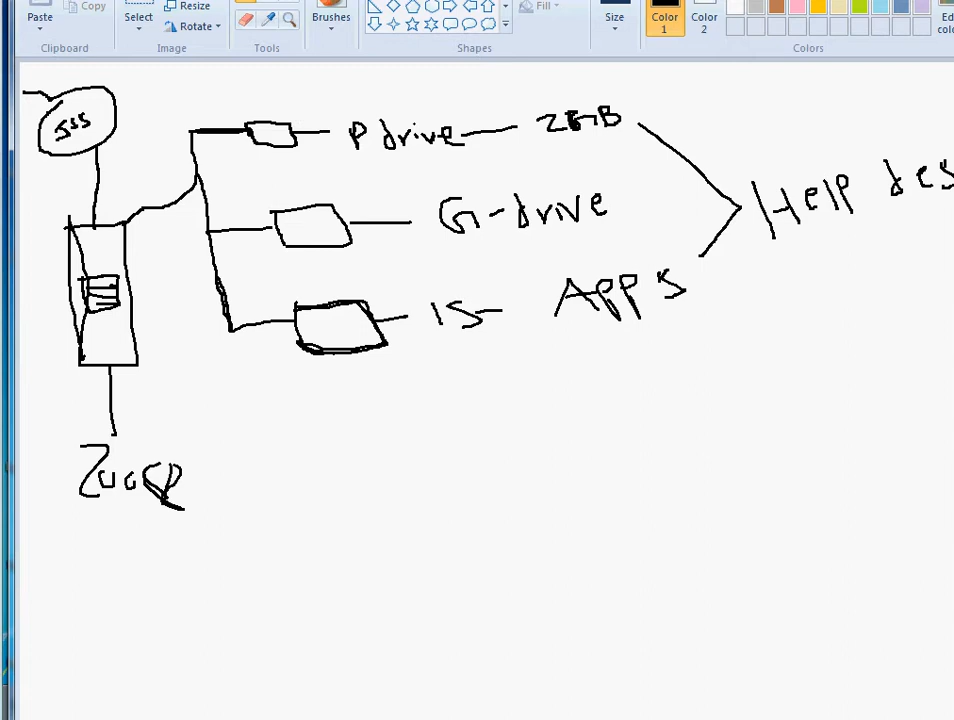 Paste
Copy
Clipboard
Select
Resize
Rotate
Image
Tools
Brushes
Shapes
Fill
Size
Color 1
Color 2
Colors
P drive
2GB
Help des
G-drive
IS- Apps